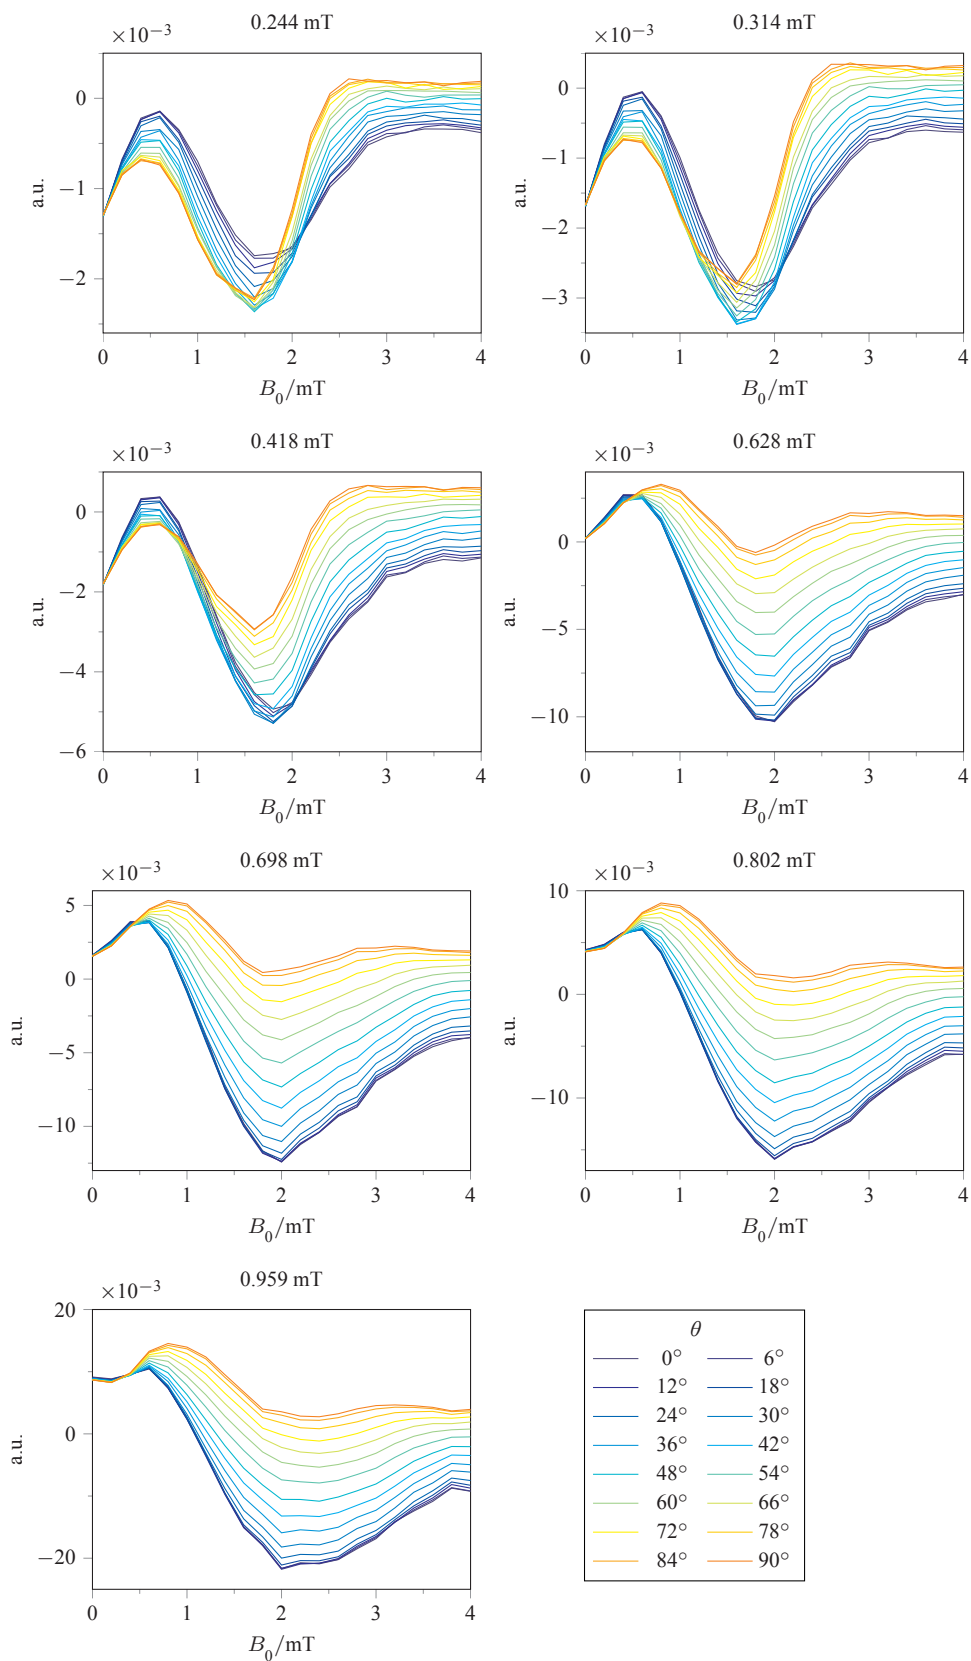 0.244 mT
×10−3
0
−1
−2
a.u.
0 1 2 3 4
B0/mT
0.314 mT
×10−3
0
−1
−2
−3
a.u.
0 1 2 3 4
B0/mT
0.418 mT
×10−3
0
−2
−4
−6
a.u.
0 1 2 3 4
B0/mT
0.628 mT
×10−3
0
−5
−10
a.u.
0 1 2 3 4
B0/mT
0.698 mT
×10−3
5
0
−5
−10
a.u.
0 1 2 3 4
B0/mT
0.802 mT
×10−3
10
0
−10
a.u.
0 1 2 3 4
B0/mT
0.959 mT
×10−3
20
0
−20
a.u.
0 1 2 3 4
B0/mT
θ
0° 6°
12° 18°
24° 30°
36° 42°
48° 54°
60° 66°
72° 78°
84° 90°